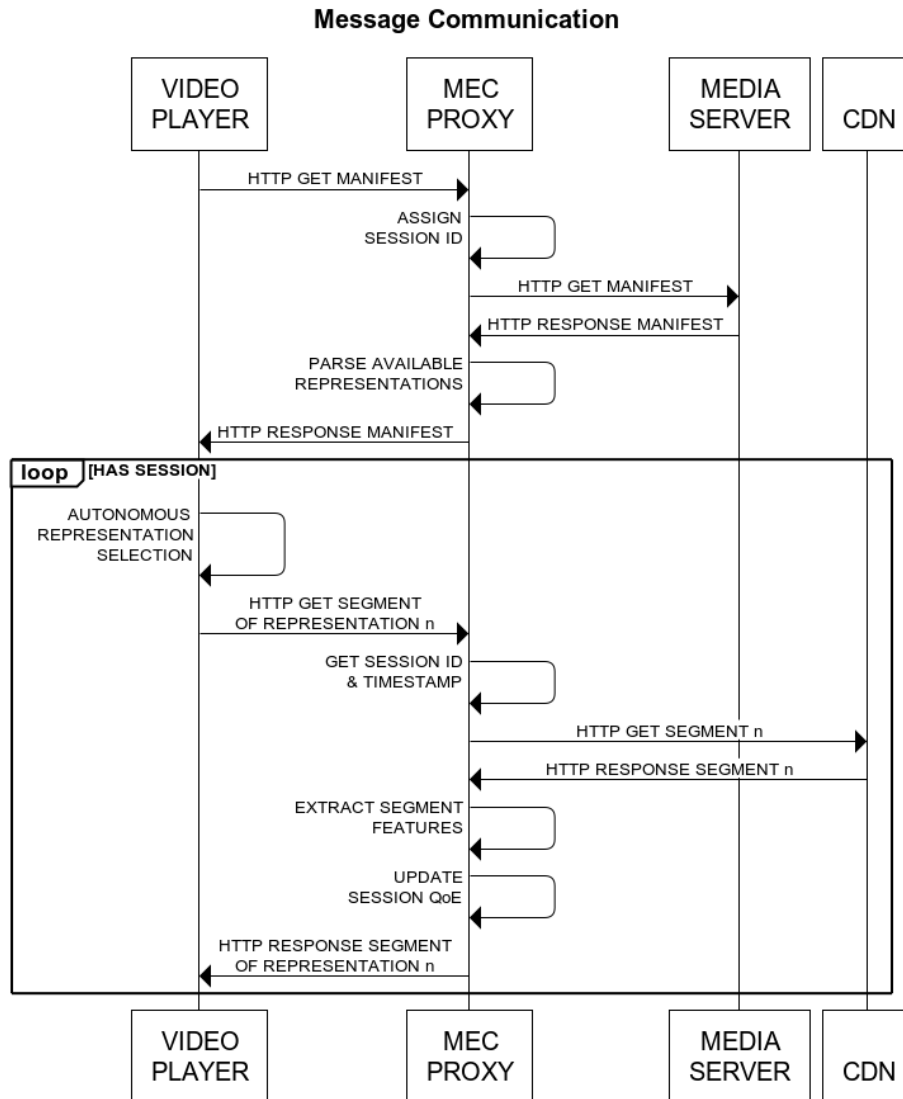 Message Communication
VIDEO
PLAYER
MEC
PROXY
MEDIA
SERVER
CDN
HTTP GET MANIFEST
ASSIGN
SESSION ID
HTTP GET MANIFEST
HTTP RESPONSE MANIFEST
PARSE AVAILABLE
REPRESENTATIONS
HTTP RESPONSE MANIFEST
loop [HAS SESSION]
AUTONOMOUS
REPRESENTATION
SELECTION
HTTP GET SEGMENT
OF REPRESENTATION n
GET SESSION ID
& TIMESTAMP
HTTP GET SEGMENT n
HTTP RESPONSE SEGMENT n
EXTRACT SEGMENT
FEATURES
UPDATE
SESSION QoE
HTTP RESPONSE SEGMENT
OF REPRESENTATION n
VIDEO
PLAYER
MEC
PROXY
MEDIA
SERVER
CDN